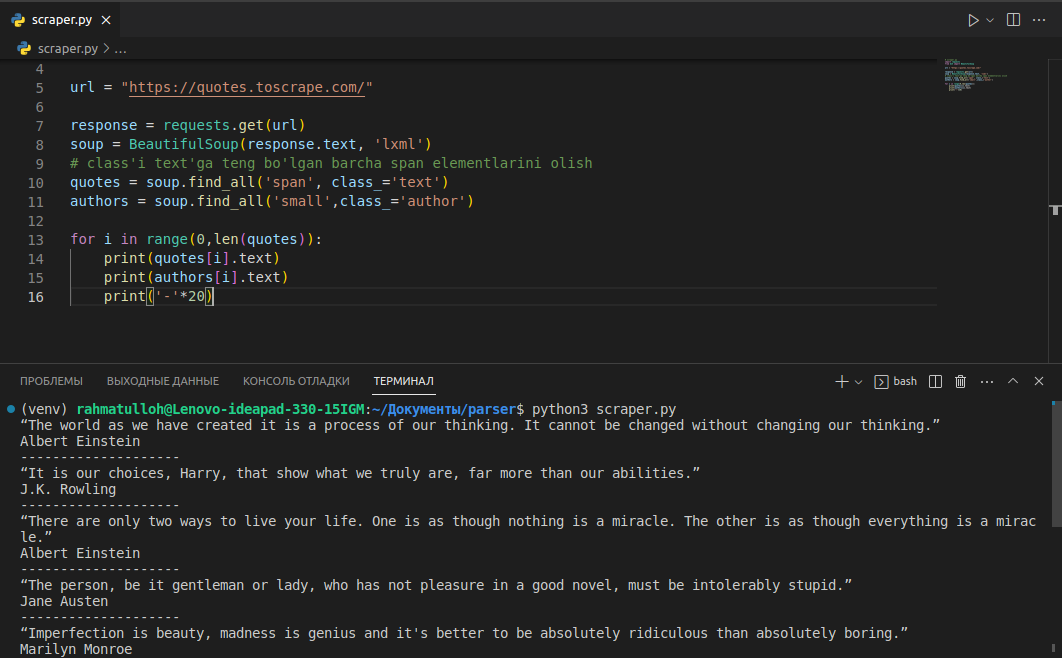 scraper.py
scraper.py > ...
4
5 url = "https://quotes.toscrape.com/"
6
7 response = requests.get(url)
8 soup = BeautifulSoup(response.text, 'lxml')
9 # class'i text'ga teng bo'lgan barcha span elementlarini olish
10 quotes = soup.find_all('span', class_='text')
11 authors = soup.find_all('small',class_='author')
12
13 for i in range(0,len(quotes)):
14     print(quotes[i].text)
15     print(authors[i].text)
16     print('-'*20)
ПРОБЛЕМЫ ВЫХОДНЫЕ ДАННЫЕ КОНСОЛЬ ОТЛАДКИ ТЕРМИНАЛ bash
(venv) rahmatulloh@Lenovo-ideapad-330-15IGM:~/Документы/parser$ python3 scraper.py
“The world as we have created it is a process of our thinking. It cannot be changed without changing our thinking.”
Albert Einstein
--------------------
“It is our choices, Harry, that show what we truly are, far more than our abilities.”
J.K. Rowling
--------------------
“There are only two ways to live your life. One is as though nothing is a miracle. The other is as though everything is a mirac
le.”
Albert Einstein
--------------------
“The person, be it gentleman or lady, who has not pleasure in a good novel, must be intolerably stupid.”
Jane Austen
--------------------
“Imperfection is beauty, madness is genius and it's better to be absolutely ridiculous than absolutely boring.”
Marilyn Monroe